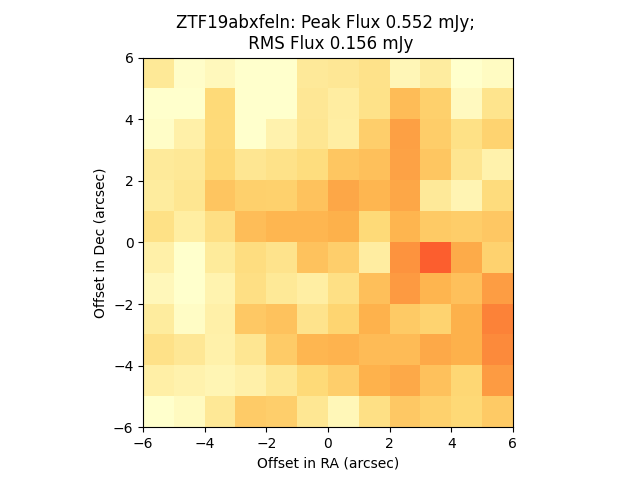 ZTF19abxfeln: Peak Flux 0.552 mJy;
RMS Flux 0.156 mJy
6
4
2
0
−2
−4
−6
Offset in Dec (arcsec)
−6 −4 −2 0 2 4 6
Offset in RA (arcsec)